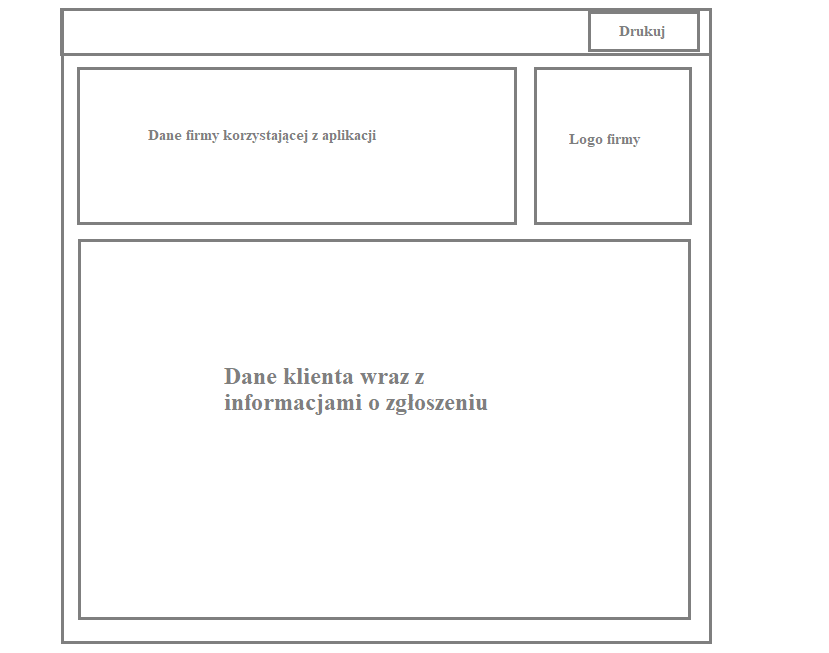 Drukuj
Dane firmy korzystającej z aplikacji
Logo firmy
Dane klienta wraz z
informacjami o zgłoszeniu